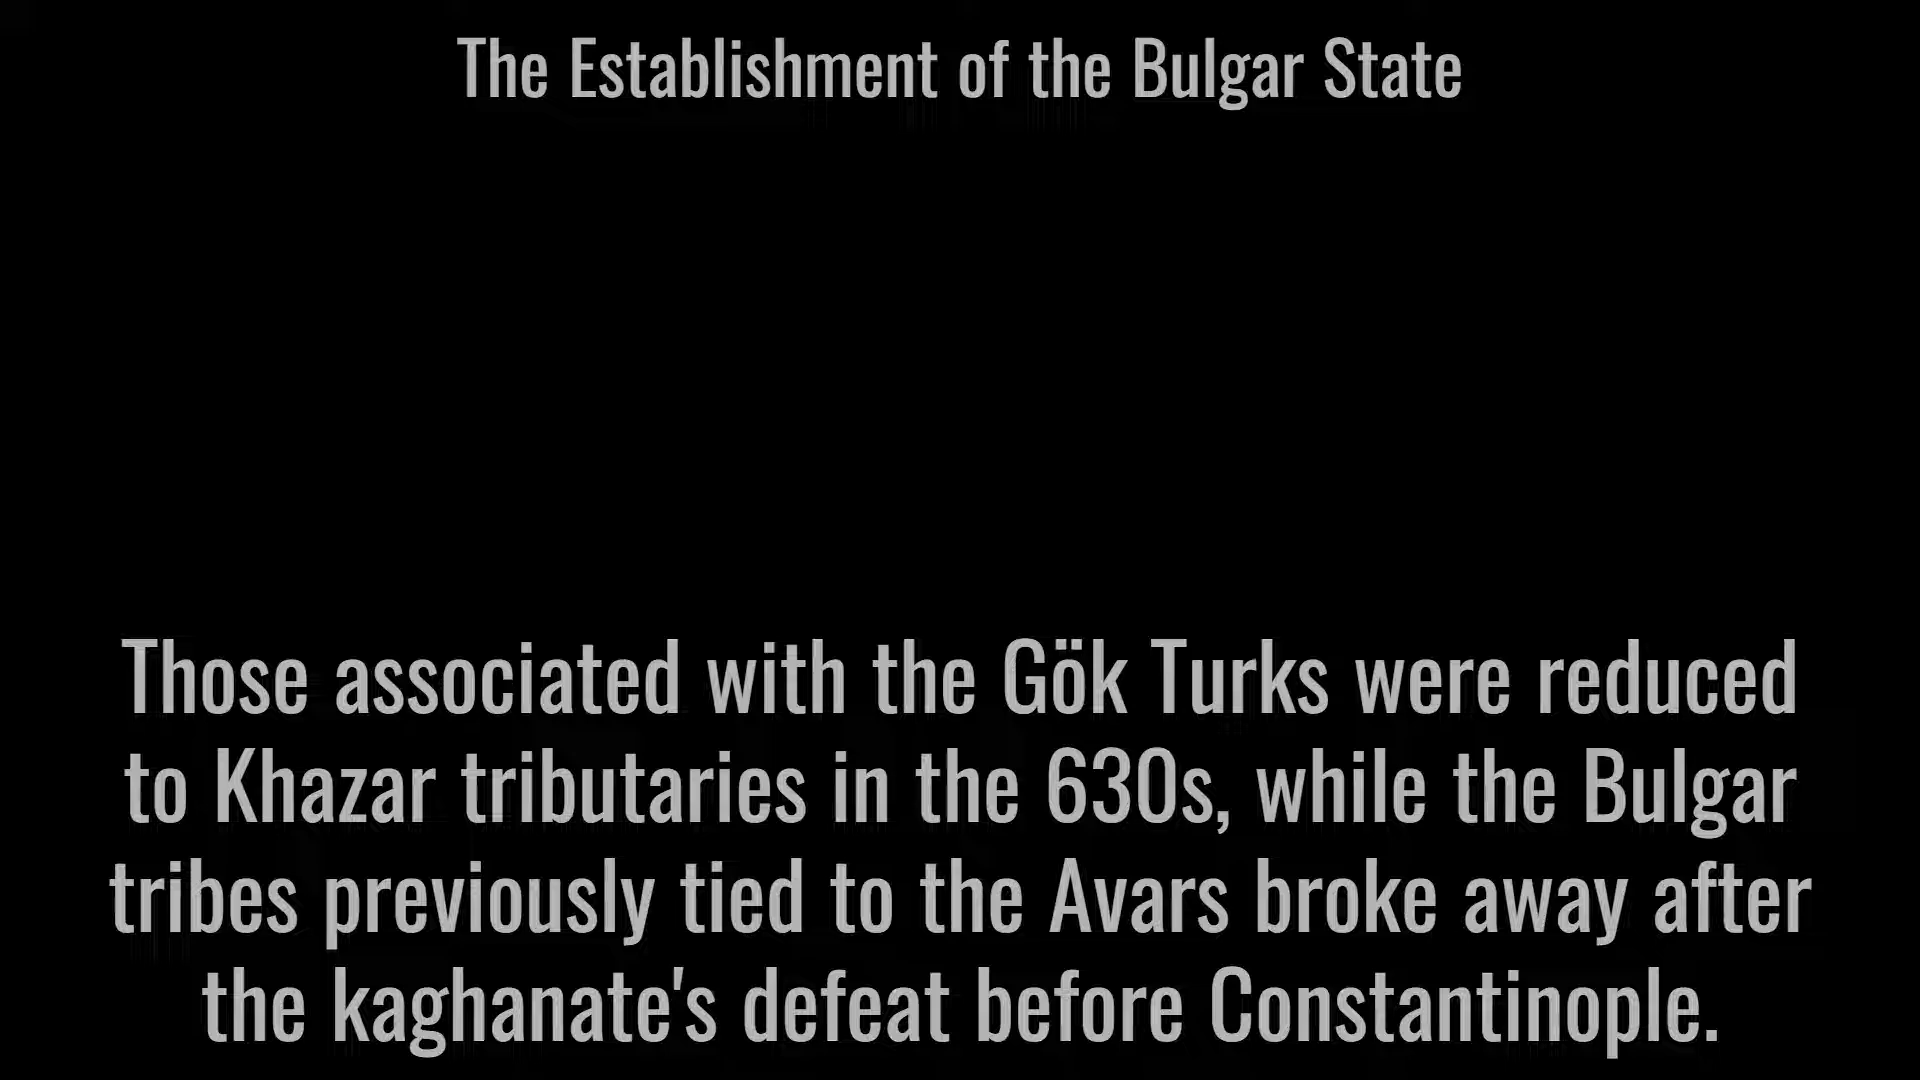 The Establishment of the Bulgar State
Those associated with the Gök Turks were reduced
to Khazar tributaries in the 630s, while the Bulgar
tribes previously tied to the Avars broke away after
the kaghanate's defeat before Constantinople.